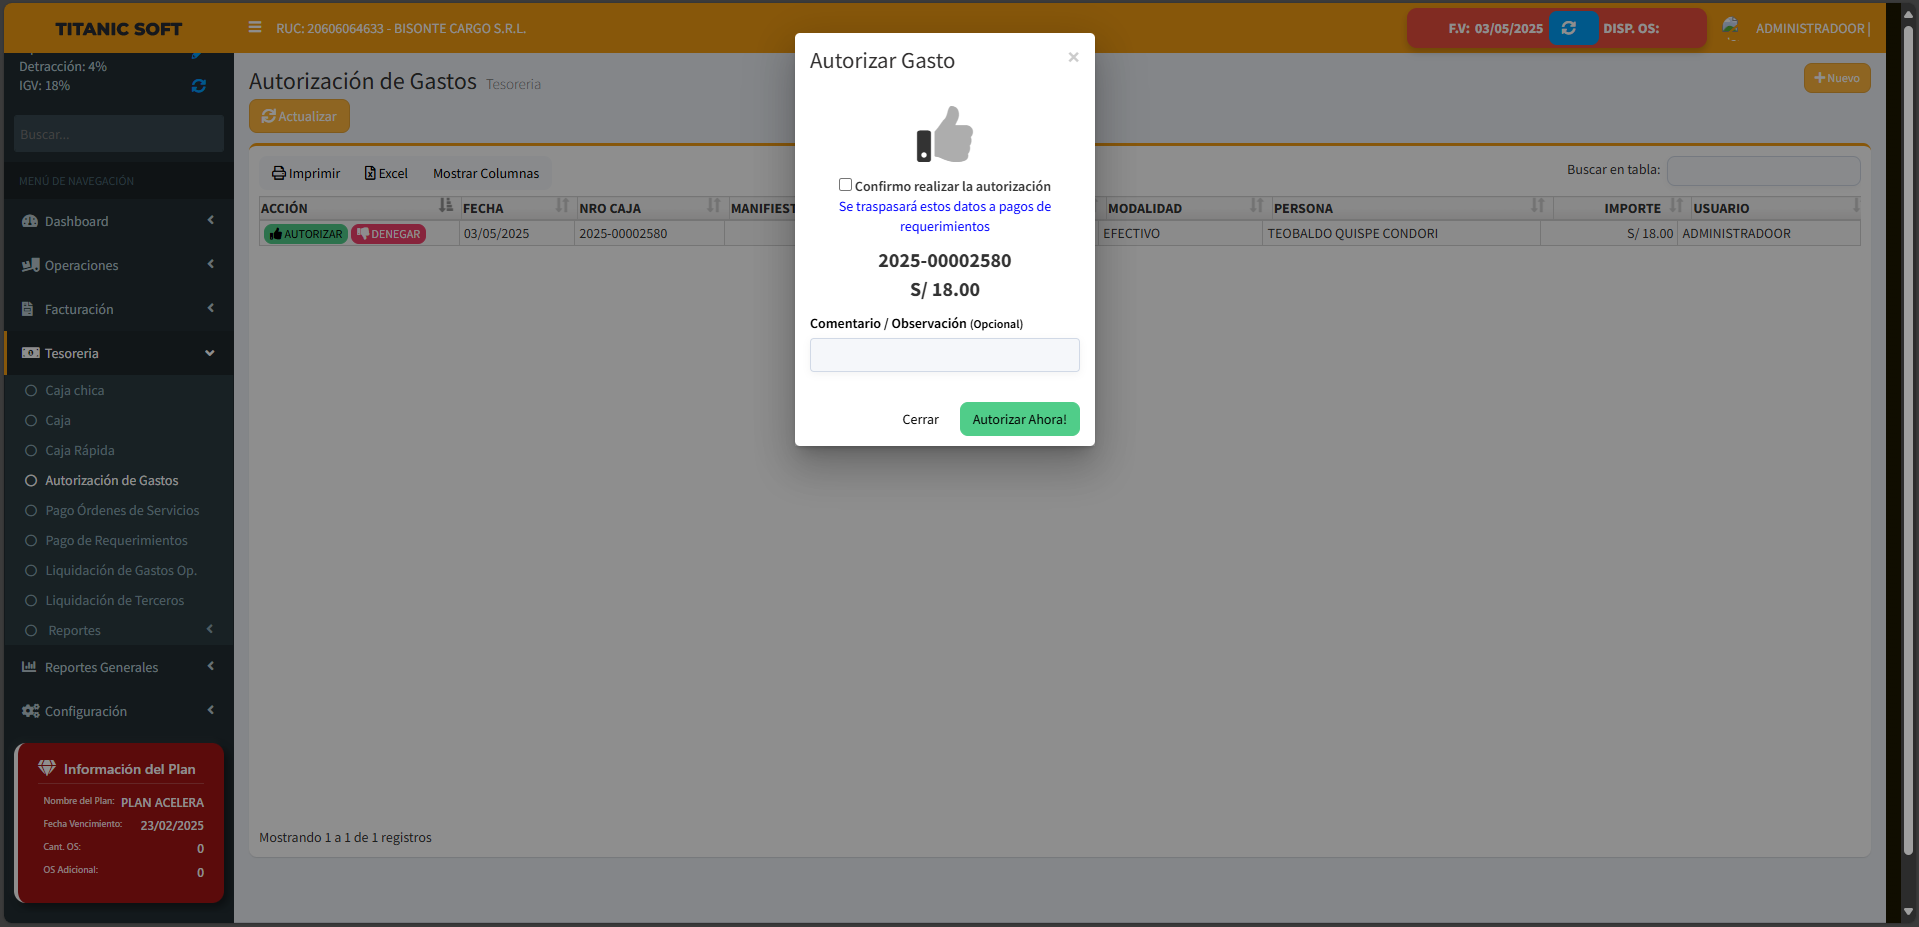 TITANIC SOFT
RUC: 20606064633 - BISONTE CARGO S.R.L.
F.V: 03/05/2025
DISP. OS:
ADMINISTRADOOR |
Detracción: 4%
IGV: 18%
Buscar...
MENÚ DE NAVEGACIÓN
Dashboard
Operaciones
Facturación
Tesoreria
Caja chica
Caja
Caja Rápida
Autorización de Gastos
Pago Órdenes de Servicios
Pago de Requerimientos
Liquidación de Gastos Op.
Liquidación de Terceros
Reportes
Reportes Generales
Configuración
Información del Plan
Nombre del Plan: PLAN ACELERA
Fecha Vencimiento: 23/02/2025
Cant. OS: 0
OS Adicional: 0
Autorización de Gastos Tesoreria
Nuevo
Actualizar
Imprimir Excel Mostrar Columnas
Buscar en tabla:
ACCIÓN FECHA NRO CAJA MANIFIEST MODALIDAD PERSONA IMPORTE USUARIO
AUTORIZAR DENEGAR 03/05/2025 2025-00002580 EFECTIVO TEOBALDO QUISPE CONDORI S/ 18.00 ADMINISTRADOOR
Mostrando 1 a 1 de 1 registros
Autorizar Gasto
×
Confirmo realizar la autorización
Se traspasará estos datos a pagos de
requerimientos
2025-00002580
S/ 18.00
Comentario / Observación (Opcional)
Cerrar
Autorizar Ahora!